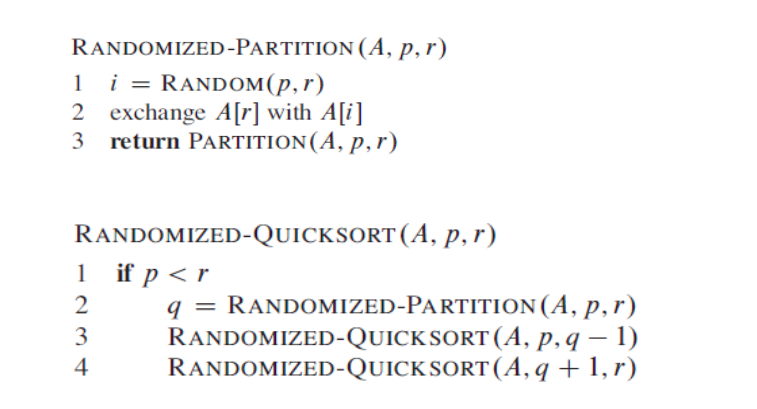 RANDOMIZED-PARTITION(A, p, r)
1 i = RANDOM(p, r)
2 exchange A[r] with A[i]
3 return PARTITION(A, p, r)
RANDOMIZED-QUICKSORT(A, p, r)
1 if p < r
2 q = RANDOMIZED-PARTITION(A, p, r)
3 RANDOMIZED-QUICKSORT(A, p, q − 1)
4 RANDOMIZED-QUICKSORT(A, q + 1, r)